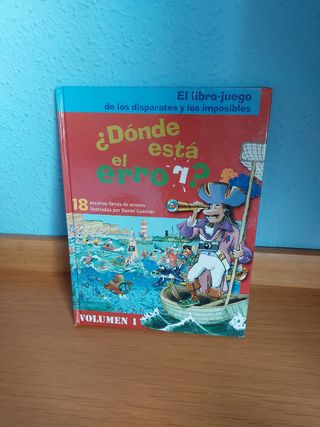 El libro-juego
de los disparates y los imposibles
¿Dónde
está
el
error?
18 escenas llenas de errores
ilustradas por Daniel Guerrier
VOLUMEN 1